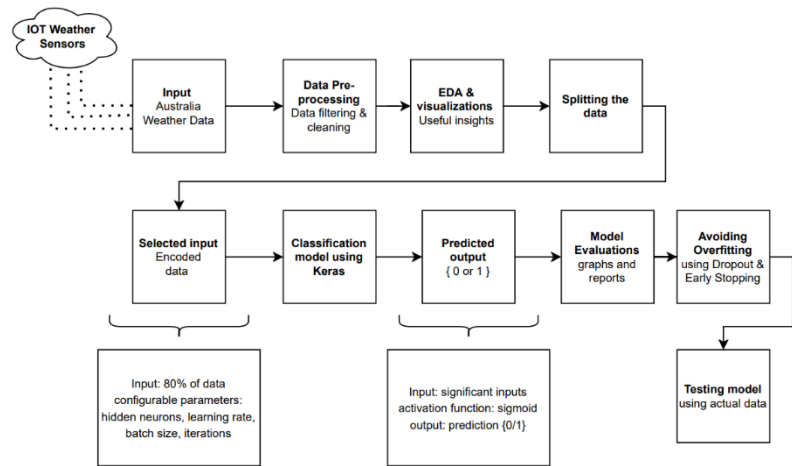 IOT Weather
Sensors
Input
Australia
Weather Data
Data Pre-
processing
Data filtering &
cleaning
EDA &
visualizations
Useful insights
Splitting the
data
Selected input
Encoded
data
Classification
model using
Keras
Predicted
output
{ 0 or 1 }
Model
Evaluations
graphs and
reports
Avoiding
Overfitting
using Dropout &
Early Stopping
Input: 80% of data
configurable parameters:
hidden neurons, learning rate,
batch size, iterations
Input: significant inputs
activation function: sigmoid
output: prediction {0/1}
Testing model
using actual data